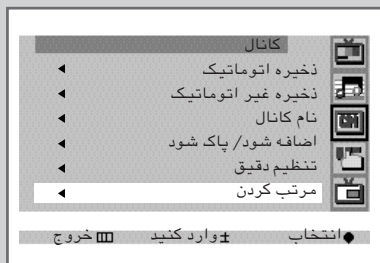 کانال
ذخیره اتوماتیک
ذخیره غیر اتوماتیک
نام کانال
اضافه شود/ پاک شود
تنظیم دقیق
مرتب کردن
انتخاب ± وارد کنید خروج